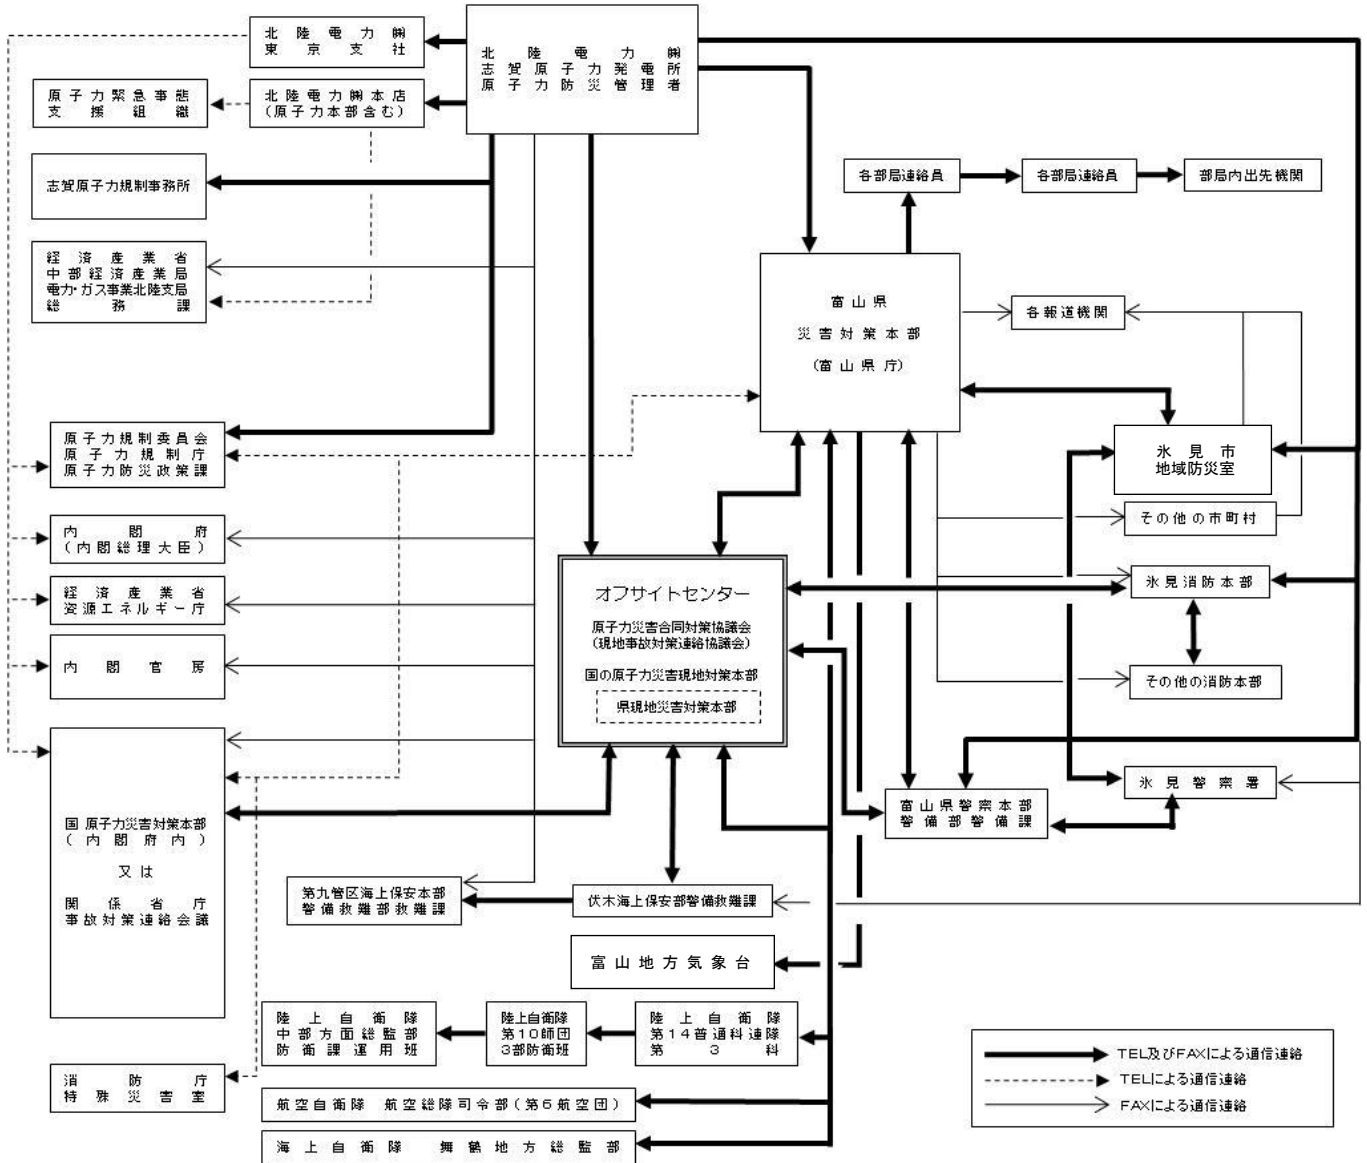 北陸電力㈱
東京支社
北陸電力㈱
志賀原子力発電所
原子力防災管理者
原子力緊急事態
支援組織
北陸電力㈱本店
(原子力本部含む)
志賀原子力規制事務所
各部局連絡員
各部局連絡員
部局内出先機関
経済産業省
中部経済産業局
電力・ガス事業北陸支局
総務課
富山県
災害対策本部
(富山県庁)
各報道機関
原子力規制委員会
原子力規制庁
原子力防災政策課
氷見市
地域防災室
その他の市町村
内閣府
(内閣総理大臣)
経済産業省
資源エネルギー庁
内閣官房
オフサイトセンター
原子力災害合同対策協議会
(現地事故対策連絡協議会)
国の原子力災害現地対策本部
県現地災害対策本部
氷見消防本部
その他の消防本部
国原子力災害対策本部
(内閣府内)
又は
関係省庁
事故対策連絡会議
富山県警察本部
警備部警備課
氷見警察署
第九管区海上保安本部
警備救難部救難課
伏木海上保安部警備救難課
富山地方気象台
陸上自衛隊
中部方面総監部
防衛課運用班
陸上自衛隊
第10師団
3部防衛班
陸上自衛隊
第14普通科連隊
第3科
消防庁
特殊災害室
航空自衛隊 航空総隊司令部(第6航空団)
海上自衛隊 舞鶴地方総監部
TEL及びFAXによる通信連絡
TELによる通信連絡
FAXによる通信連絡